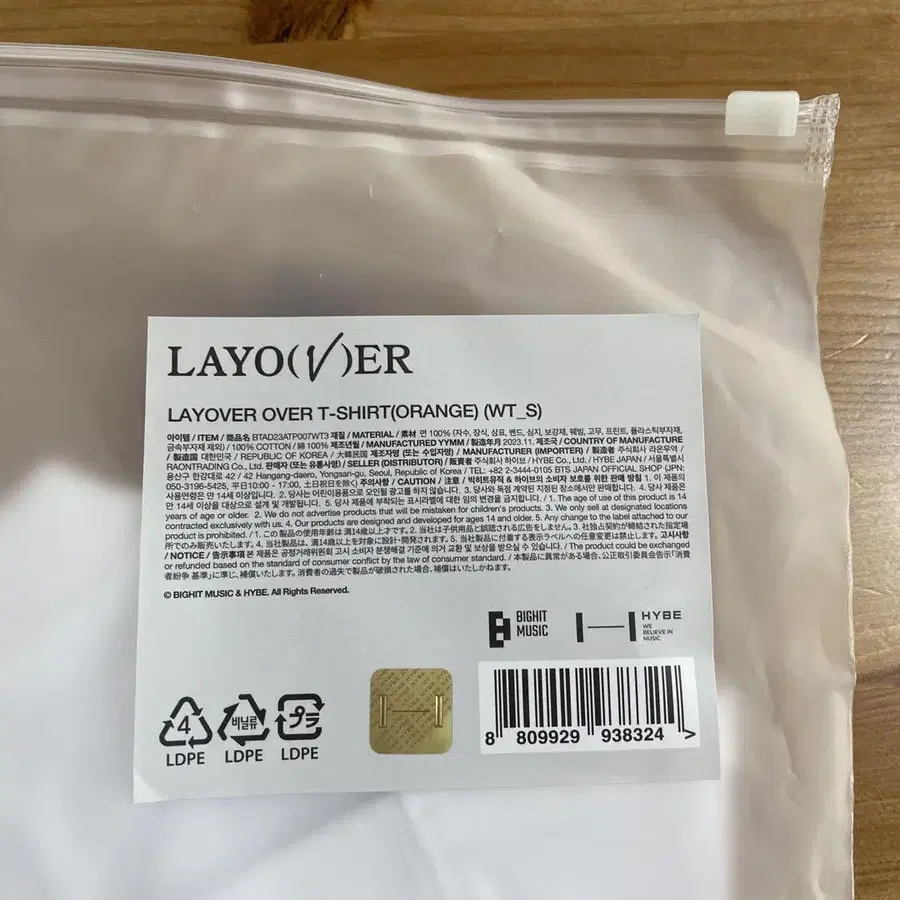 LAYO(V)ER
LAYOVER OVER T-SHIRT(ORANGE) (WT_S)
아이템 / ITEM / 商品名 BTAD23ATP007WT3 재질 / MATERIAL / 素材 면 100% (자수, 장식, 상표, 밴드, 심지, 보강재, 웨빙, 고무, 프린트, 플라스틱부자재,
금속부자재 제외) / 100% COTTON / 綿 100% 제조년월 / MANUFACTURED YYMM / 製造年月 2023.11. 제조국 / COUNTRY OF MANUFACTURE
/ 製造国 대한민국 / REPUBLIC OF KOREA / 大韓民国 제조자명 (또는 수입자명) / MANUFACTURER (IMPORTER) / 製造者 주식회사 라온무역 /
RAONTRADING Co., Ltd. 판매자 (또는 유통사명) / SELLER (DISTRIBUTOR) / 販賣者 주식회사 하이브 / HYBE Co., Ltd. / HYBE JAPAN / 서울특별시
용산구 한강대로 42 / 42 Hangang-daero, Yongsan-gu, Seoul, Republic of Korea / TEL: +82 2-3444-0105 BTS JAPAN OFFICIAL SHOP (JPN:
050-3196-5425, 平日10:00 - 17:00, 土日祝日を除く) 주의사항 / CAUTION / 注意 / 빅히트뮤직 & 하이브의 소비자 보호를 위한 판매 방침 1. 이 제품의
사용연령은 만 14세 이상입니다. 2. 당사는 어린이용품으로 오인될 광고를 하지 않습니다. 3. 당사와 독점 계약된 지정된 장소에서만 판매합니다. 4. 당사 제품은
만 14세 이상을 대상으로 설계 및 개발됩니다. 5. 당사 제품에 부착되는 표시라벨에 대한 임의 변경을 금지합니다. / 1. The age of use of this product is 14
years of age or older. 2. We do not advertise products that will be mistaken for children's products. 3. We only sell at designated locations
contracted exclusively with us. 4. Our products are designed and developed for ages 14 and older. 5. Any change to the label attached to our
product is prohibited. / 1. この製品の使用年齢は満14歳以上才です。2. 当社は子供用品と誤認される広告をしません。3. 当社独占契約が締結された指定場
所でのみ販売いたします。4. 当社製品は、満14歳以上を対象に設計・開発されます。5. 当社製品に付着する表示ラベルへの任意の変更は禁止します。고시사항
/ NOTICE / 告示事項 본 제품은 공정거래위원회 고시 소비자 분쟁해결 기준에 의거 교환 및 보상을 받으실 수 있습니다. / The product could be exchanged
or refunded based on the standard of consumer conflict by the law of consumer standard. / 本製品に異常がある場合、公正取引委員会告示「消費
者紛争 基準」に準じ、補償いたします。消費者の過失で製品が破損された場合、補償はいたしかねます。
© BIGHIT MUSIC & HYBE. All Rights Reserved.
BIGHIT
MUSIC
HYBE
WE
BELIEVE IN
MUSIC
4
LDPE
비닐류
LDPE
プラ
LDPE
8 809929 938324 >